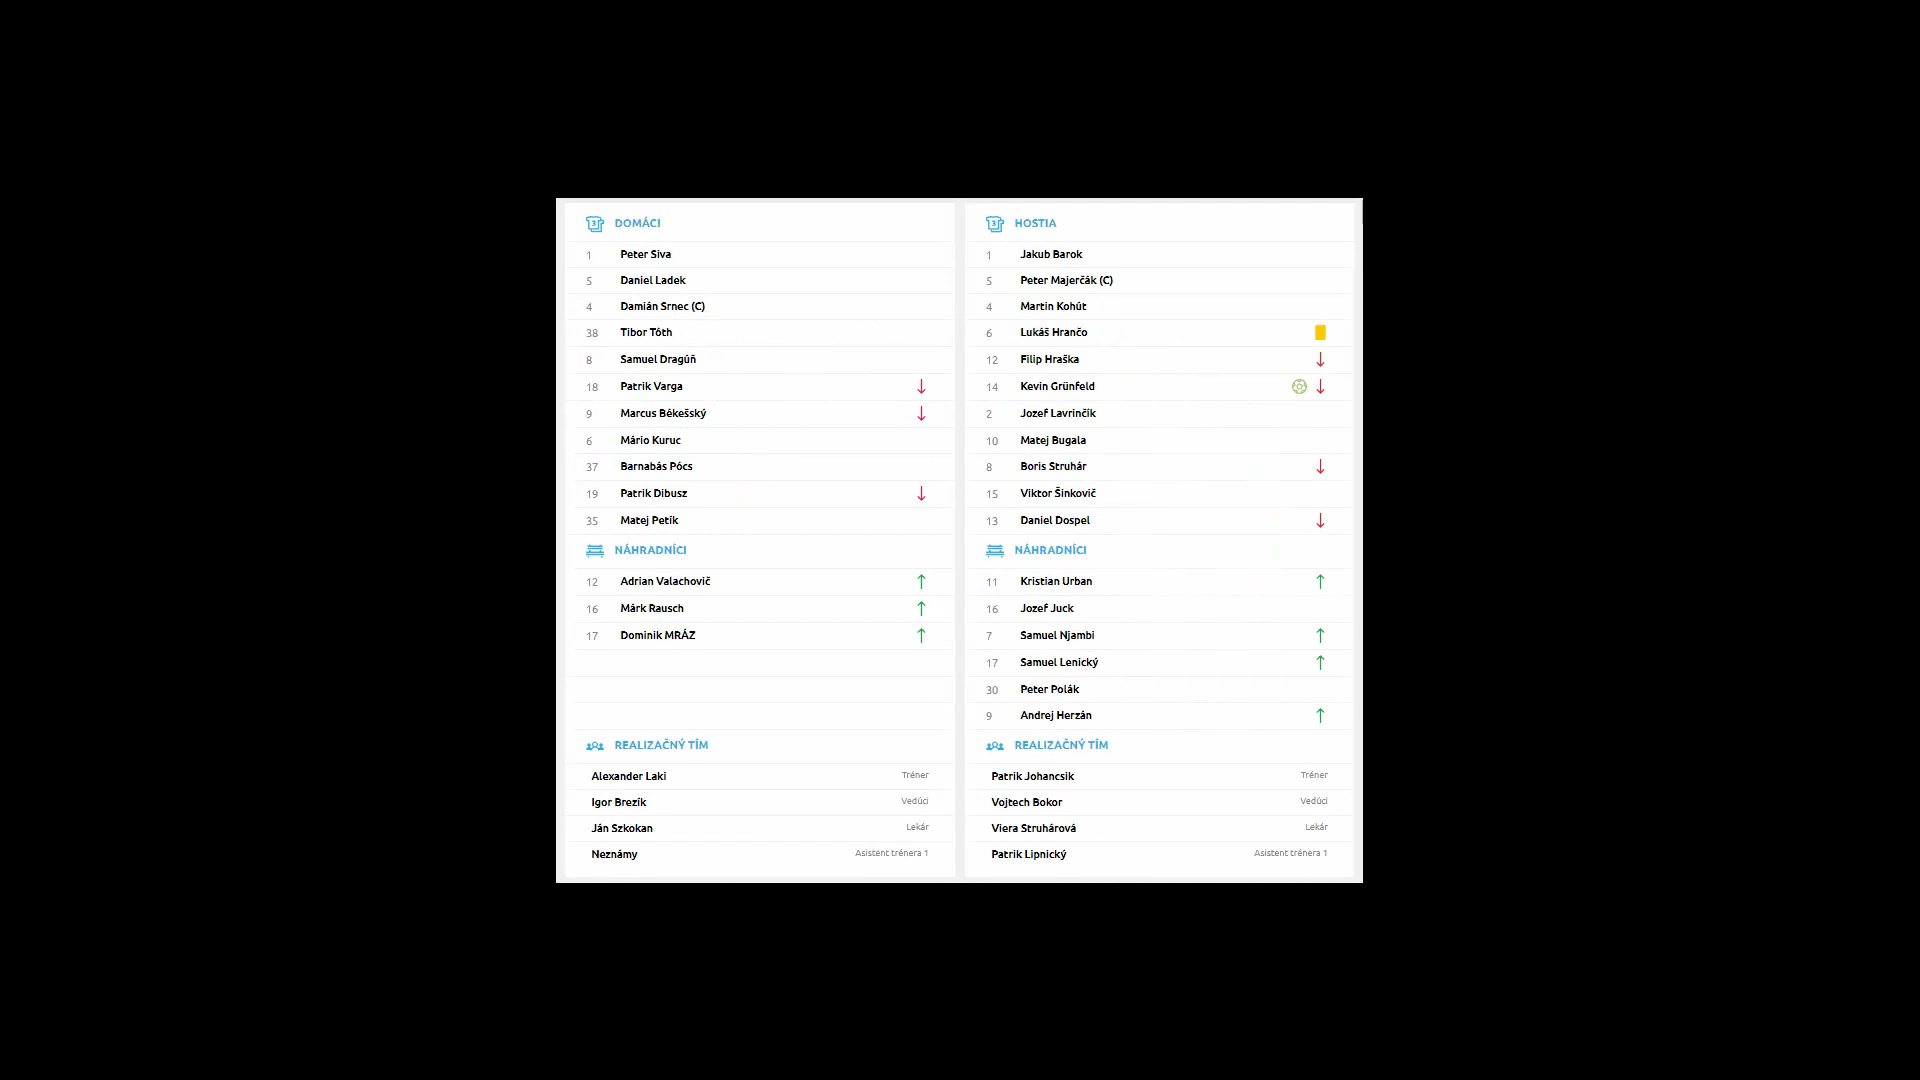 DOMÁCI
1 Peter Siva
5 Daniel Ladek
4 Damián Srnec (C)
38 Tibor Tóth
8 Samuel Dragúň
18 Patrik Varga
9 Marcus Békešský
6 Mário Kuruc
37 Barnabás Pócs
19 Patrik Dibusz
35 Matej Petík
NÁHRADNÍCI
12 Adrian Valachovič
16 Márk Rausch
17 Dominik MRÁZ
REALIZAČNÝ TÍM
Alexander Laki Tréner
Igor Brezík Vedúci
Ján Szkokan Lekár
Neznámy Asistent trénera 1
HOSTIA
1 Jakub Barok
5 Peter Majerčák (C)
4 Martin Kohút
6 Lukáš Hrančo
12 Filip Hraška
14 Kevin Grünfeld
2 Jozef Lavrinčík
10 Matej Bugala
8 Boris Struhár
15 Viktor Šinkovič
13 Daniel Dospel
NÁHRADNÍCI
11 Kristian Urban
16 Jozef Juck
7 Samuel Njambi
17 Samuel Lenický
30 Peter Polák
9 Andrej Herzán
REALIZAČNÝ TÍM
Patrik Johancsik Tréner
Vojtech Bokor Vedúci
Viera Struhárová Lekár
Patrik Lipnický Asistent trénera 1